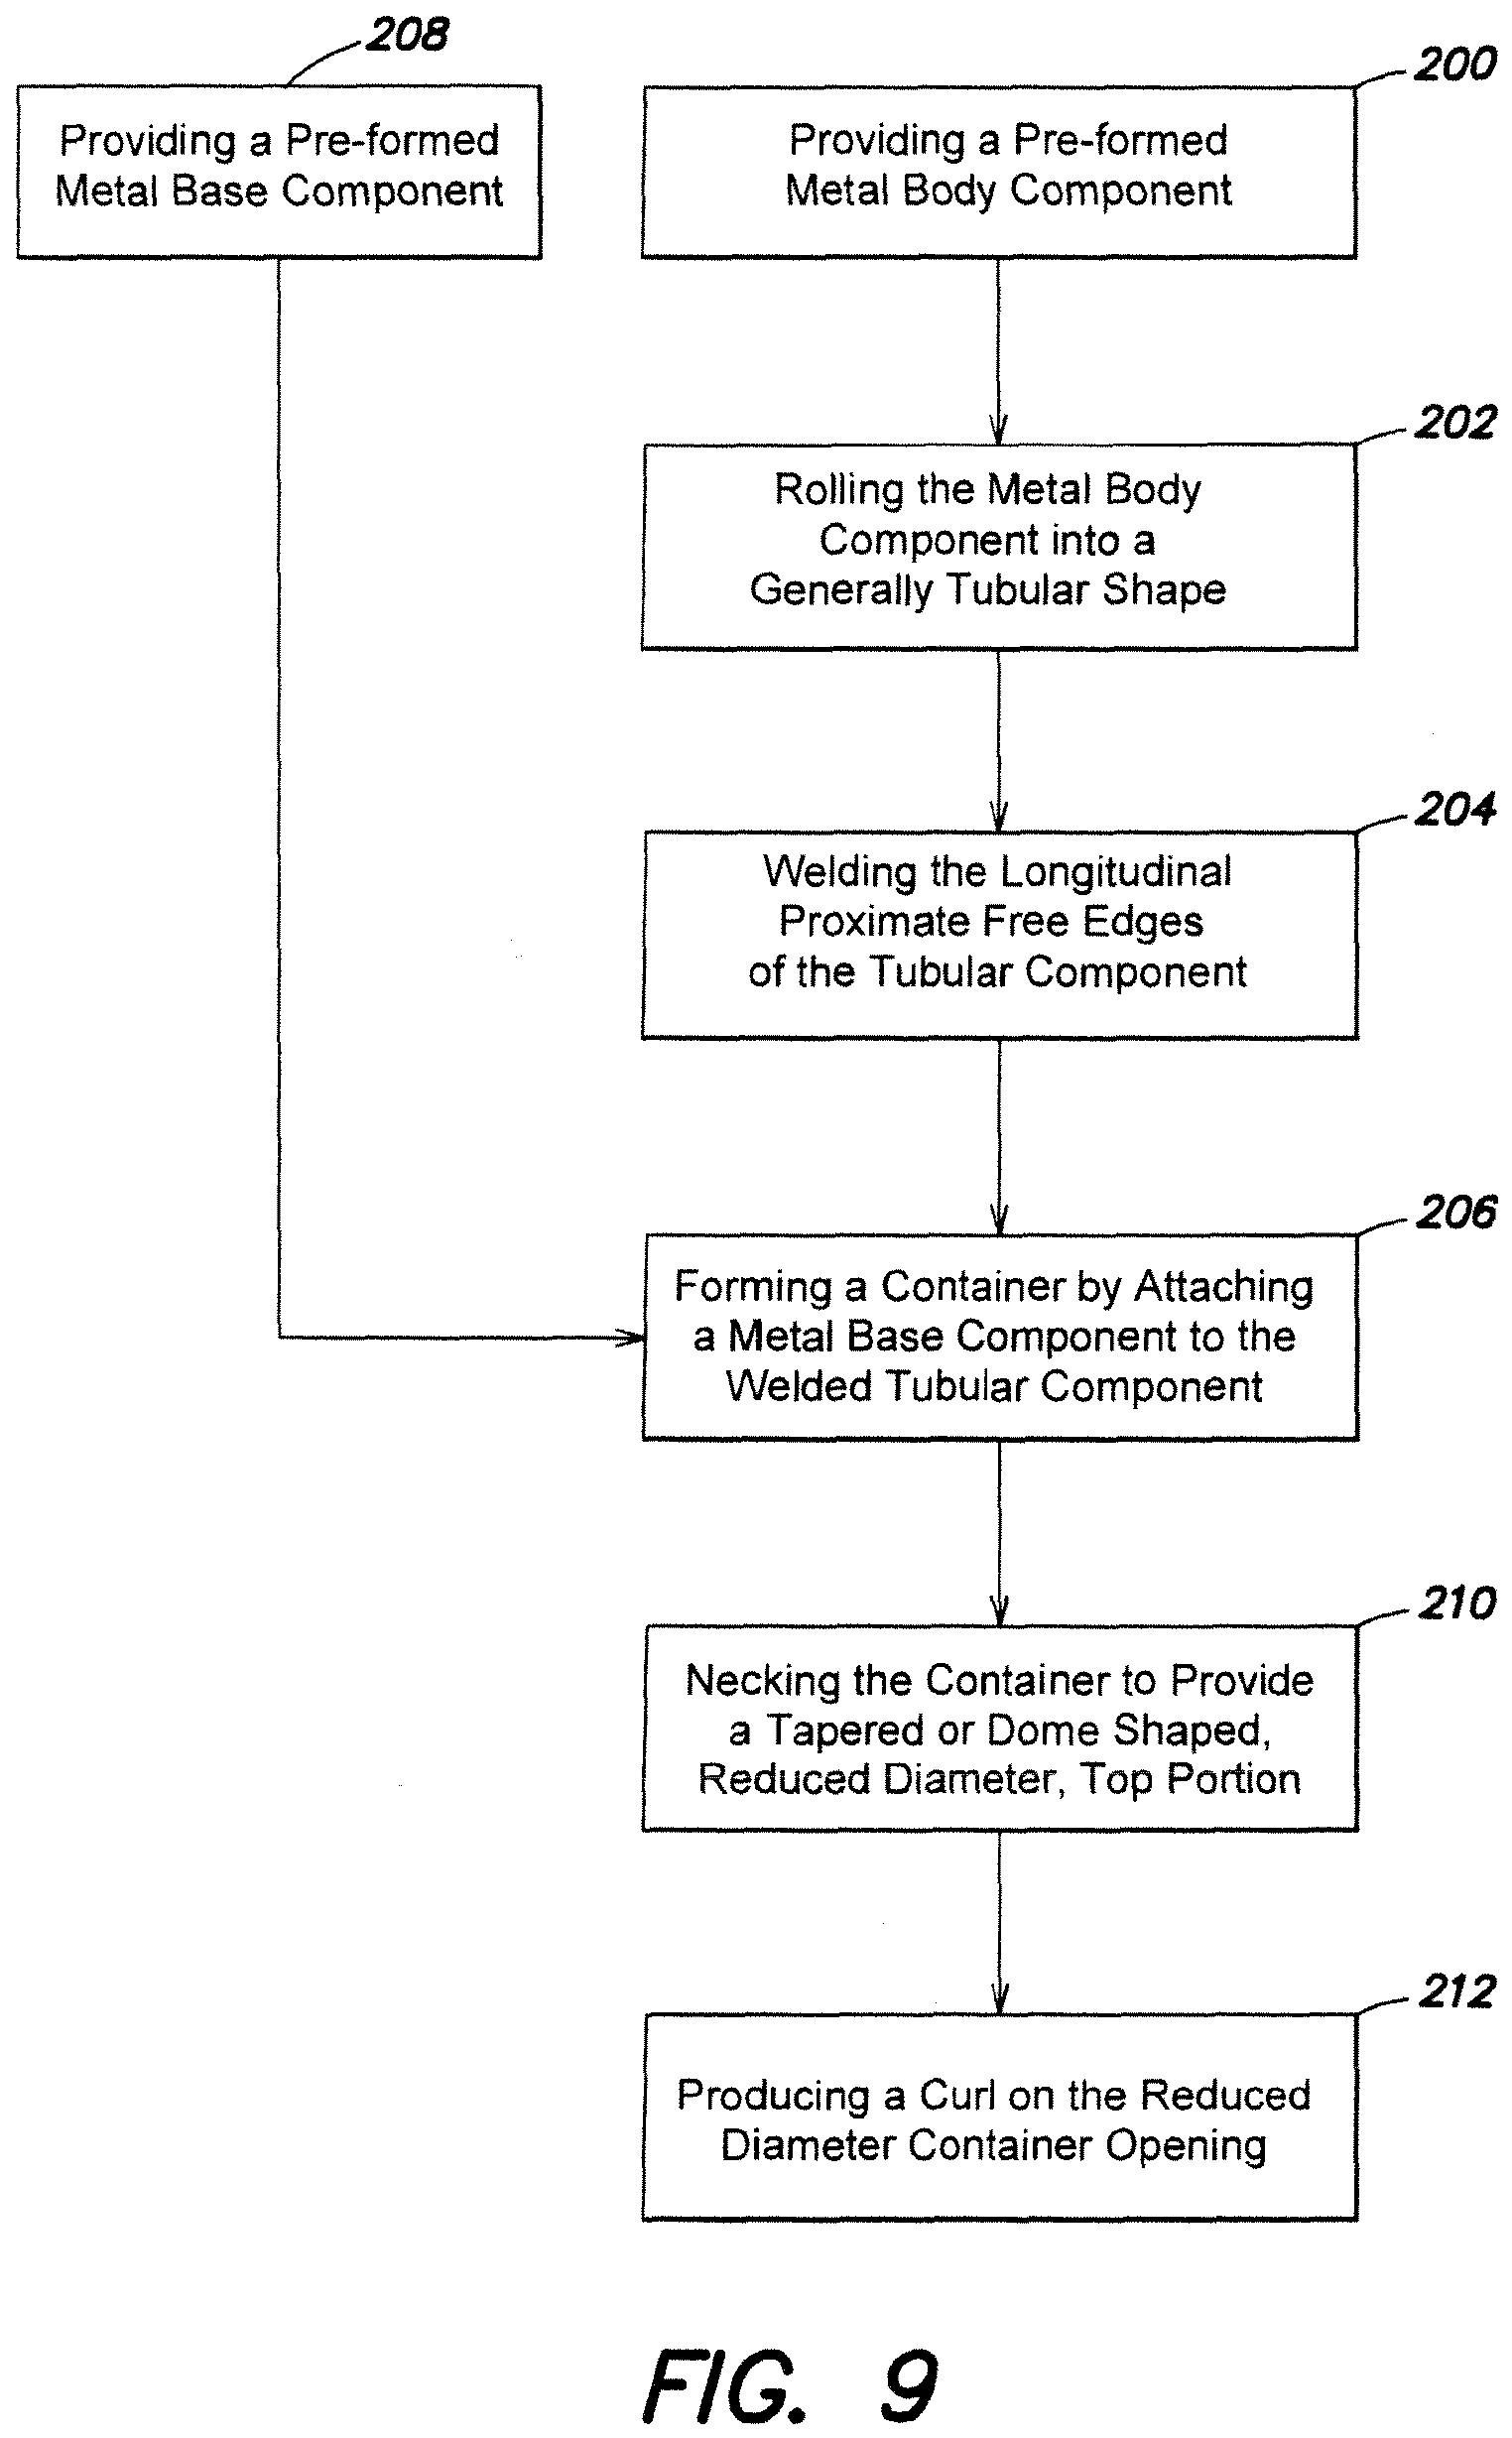 208
Providing a Pre-formed
Metal Base Component
200
Providing a Pre-formed
Metal Body Component
202
Rolling the Metal Body
Component into a
Generally Tubular Shape
204
Welding the Longitudinal
Proximate Free Edges
of the Tubular Component
206
Forming a Container by Attaching
a Metal Base Component to the
Welded Tubular Component
210
Necking the Container to Provide
a Tapered or Dome Shaped,
Reduced Diameter, Top Portion
212
Producing a Curl on the Reduced
Diameter Container Opening
FIG. 9